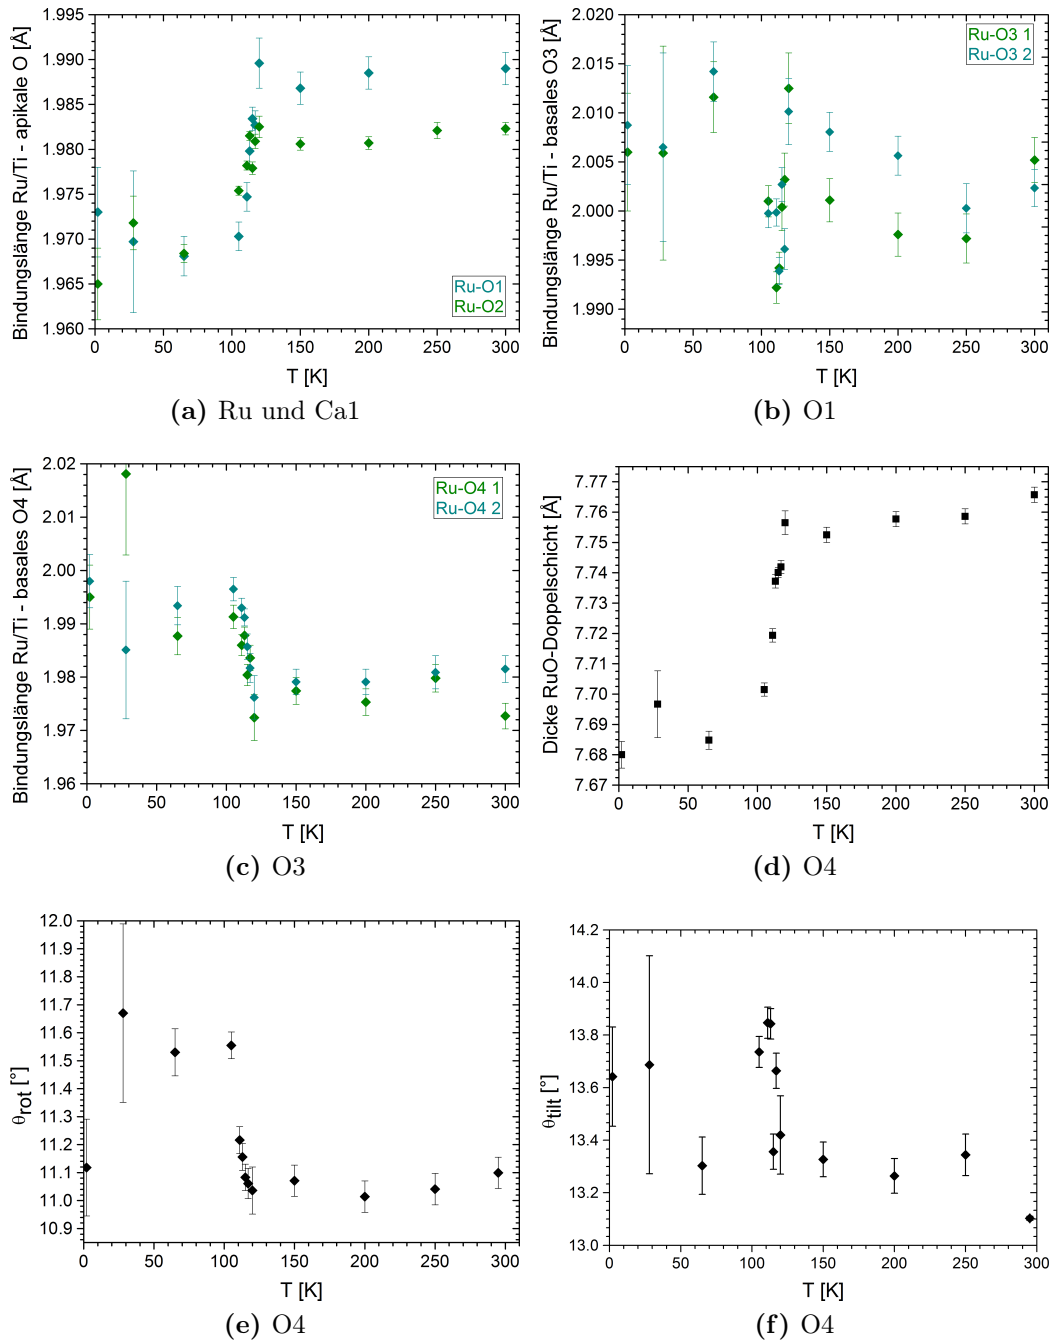 1.995
1.990
1.985
1.980
1.975
1.970
1.965
1.960
Bindungslänge Ru/Ti - apikale O [Å]
Ru-O1
Ru-O2
0 50 100 150 200 250 300
T [K]
(a) Ru und Ca1
2.020
2.015
2.010
2.005
2.000
1.995
1.990
Bindungslänge Ru/Ti - basales O3 [Å]
Ru-O3 1
Ru-O3 2
0 50 100 150 200 250 300
T [K]
(b) O1
2.02
2.01
2.00
1.99
1.98
1.97
1.96
Bindungslänge Ru/Ti - basales O4 [Å]
Ru-O4 1
Ru-O4 2
0 50 100 150 200 250 300
T [K]
(c) O3
7.77
7.76
7.75
7.74
7.73
7.72
7.71
7.70
7.69
7.68
7.67
Dicke RuO-Doppelschicht [Å]
0 50 100 150 200 250 300
T [K]
(d) O4
12.0
11.9
11.8
11.7
11.6
11.5
11.4
11.3
11.2
11.1
11.0
10.9
θrot [°]
0 50 100 150 200 250 300
T [K]
(e) O4
14.2
14.0
13.8
13.6
13.4
13.2
13.0
θtilt [°]
0 50 100 150 200 250 300
T [K]
(f) O4